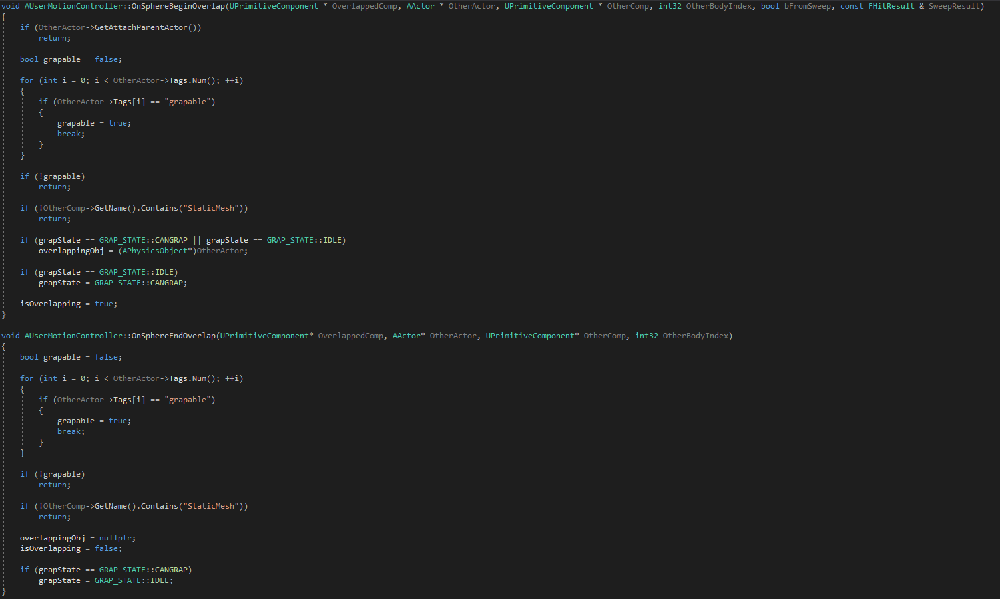 void AUserMotionController::OnSphereBeginOverlap(UPrimitiveComponent * OverlappedComp, AActor * OtherActor, UPrimitiveComponent * OtherComp, int32 OtherBodyIndex, bool bFromSweep, const FHitResult & SweepResult)
{
    if (OtherActor->GetAttachParentActor())
        return;

    bool grapable = false;

    for (int i = 0; i < OtherActor->Tags.Num(); ++i)
    {
        if (OtherActor->Tags[i] == "grapable")
        {
            grapable = true;
            break;
        }
    }

    if (!grapable)
        return;

    if (!OtherComp->GetName().Contains("StaticMesh"))
        return;

    if (grapState == GRAP_STATE::CANGRAP || grapState == GRAP_STATE::IDLE)
        overlappingObj = (APhysicsObject*)OtherActor;

    if (grapState == GRAP_STATE::IDLE)
        grapState = GRAP_STATE::CANGRAP;

    isOverlapping = true;
}

void AUserMotionController::OnSphereEndOverlap(UPrimitiveComponent* OverlappedComp, AActor* OtherActor, UPrimitiveComponent* OtherComp, int32 OtherBodyIndex)
{
    bool grapable = false;

    for (int i = 0; i < OtherActor->Tags.Num(); ++i)
    {
        if (OtherActor->Tags[i] == "grapable")
        {
            grapable = true;
            break;
        }
    }

    if (!grapable)
        return;

    if (!OtherComp->GetName().Contains("StaticMesh"))
        return;

    overlappingObj = nullptr;
    isOverlapping = false;

    if (grapState == GRAP_STATE::CANGRAP)
        grapState = GRAP_STATE::IDLE;
}